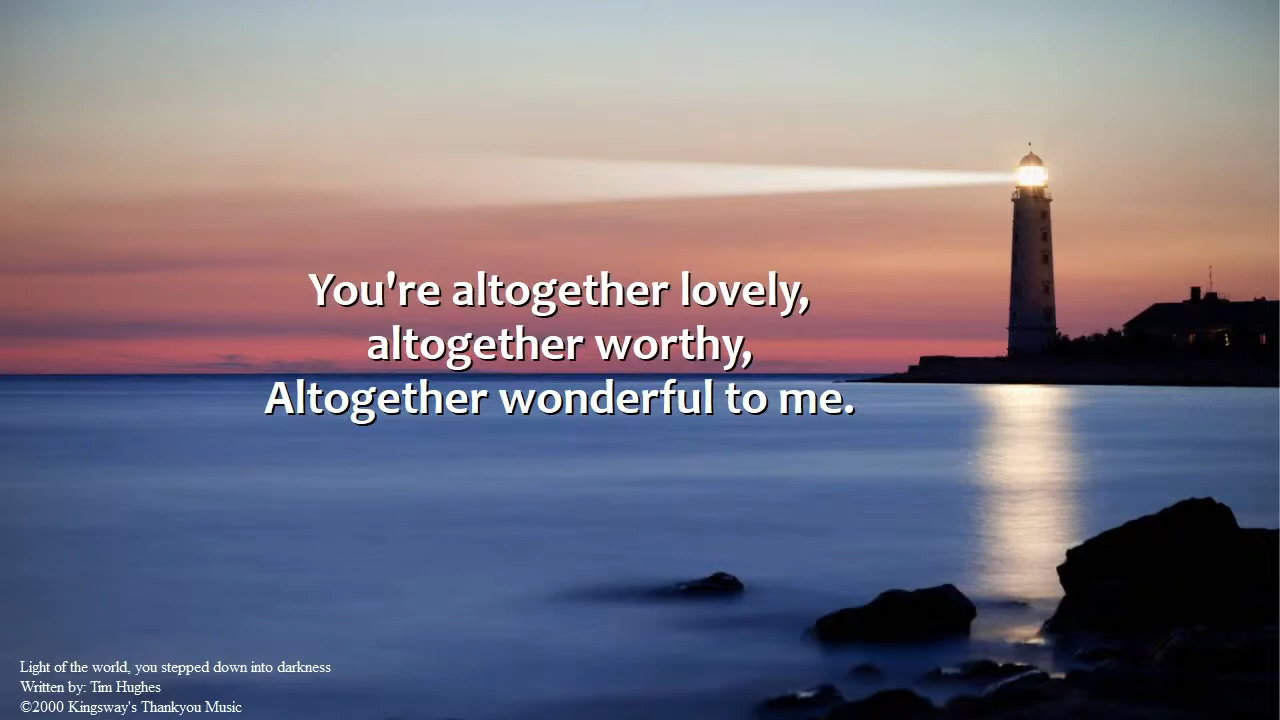 You're altogether lovely,
altogether worthy,
Altogether wonderful to me.
Light of the world, you stepped down into darkness
Written by: Tim Hughes
©2000 Kingsway's Thankyou Music